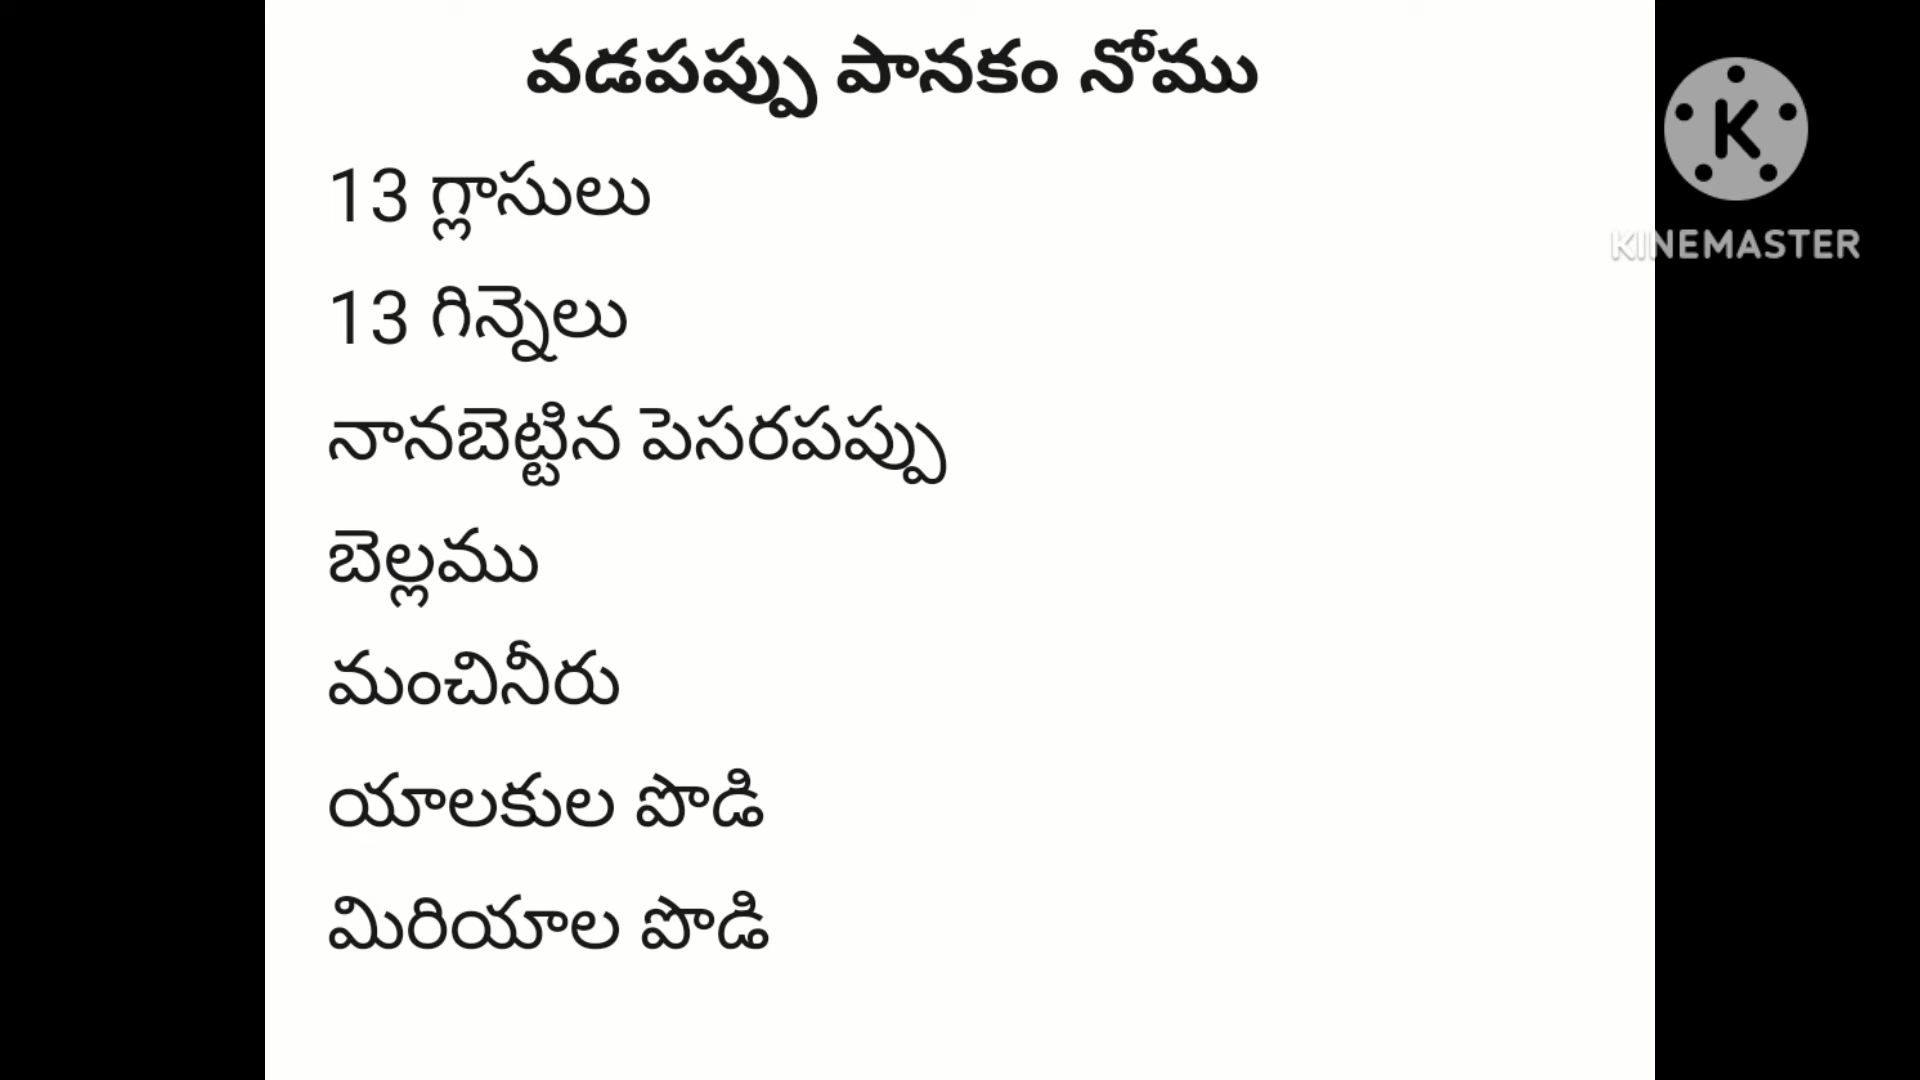 వడపప్పు పానకం నోము
13 గ్లాసులు
13 గిన్నెలు
నానబెట్టిన పెసరపప్పు
బెల్లము
మంచినీరు
యాలకుల పొడి
మిరియాల పొడి
K
KINEMASTER